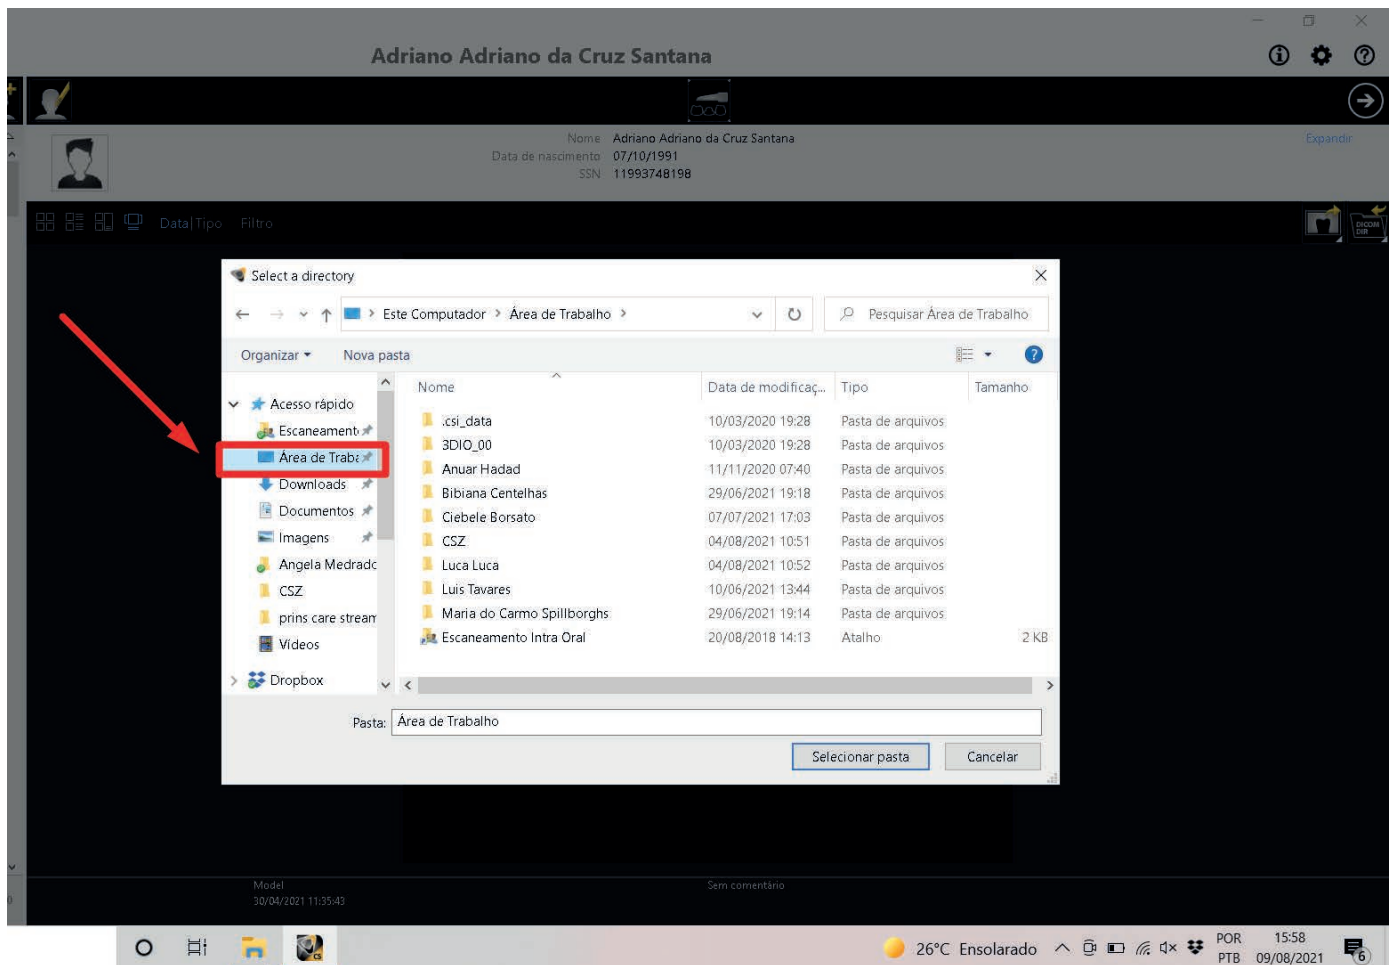 Adriano Adriano da Cruz Santana
Nome Adriano Adriano da Cruz Santana
Expandir
Data de nascimento 07/10/1991
SSN 11993748198
Data|Tipo Filtro
DICOM DIR
Select a directory
Este Computador > Área de Trabalho >
Pesquisar Área de Trabalho
Organizar Nova pasta
Nome Data de modificaç... Tipo Tamanho
Acesso rápido
Escaneament
Área de Traba
Downloads
Documentos
Imagens
Angela Medrado
CSZ
prins care stream
Vídeos
Dropbox
.csi_data 10/03/2020 19:28 Pasta de arquivos
3DIO_00 10/03/2020 19:28 Pasta de arquivos
Anuar Hadad 11/11/2020 07:40 Pasta de arquivos
Bibiana Centelhas 29/06/2021 19:18 Pasta de arquivos
Ciebele Borsato 07/07/2021 17:03 Pasta de arquivos
CSZ 04/08/2021 10:51 Pasta de arquivos
Luca Luca 04/08/2021 10:52 Pasta de arquivos
Luis Tavares 10/06/2021 13:44 Pasta de arquivos
Maria do Carmo Spillborghs 29/06/2021 19:14 Pasta de arquivos
Escaneamento Intra Oral 20/08/2018 14:13 Atalho 2 KB
Pasta: Área de Trabalho
Selecionar pasta Cancelar
Model
30/04/2021 11:35:43
Sem comentário
CS
26°C Ensolarado
POR
PTB
15:58
09/08/2021
6